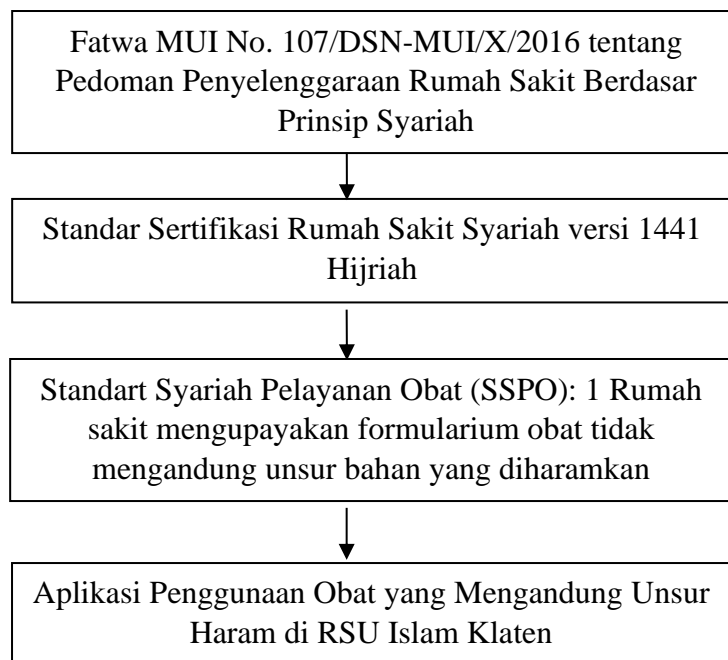 Fatwa MUI No. 107/DSN-MUI/X/2016 tentang
Pedoman Penyelenggaraan Rumah Sakit Berdasar
Prinsip Syariah
Standar Sertifikasi Rumah Sakit Syariah versi 1441
Hijriah
Standart Syariah Pelayanan Obat (SSPO): 1 Rumah
sakit mengupayakan formularium obat tidak
mengandung unsur bahan yang diharamkan
Aplikasi Penggunaan Obat yang Mengandung Unsur
Haram di RSU Islam Klaten